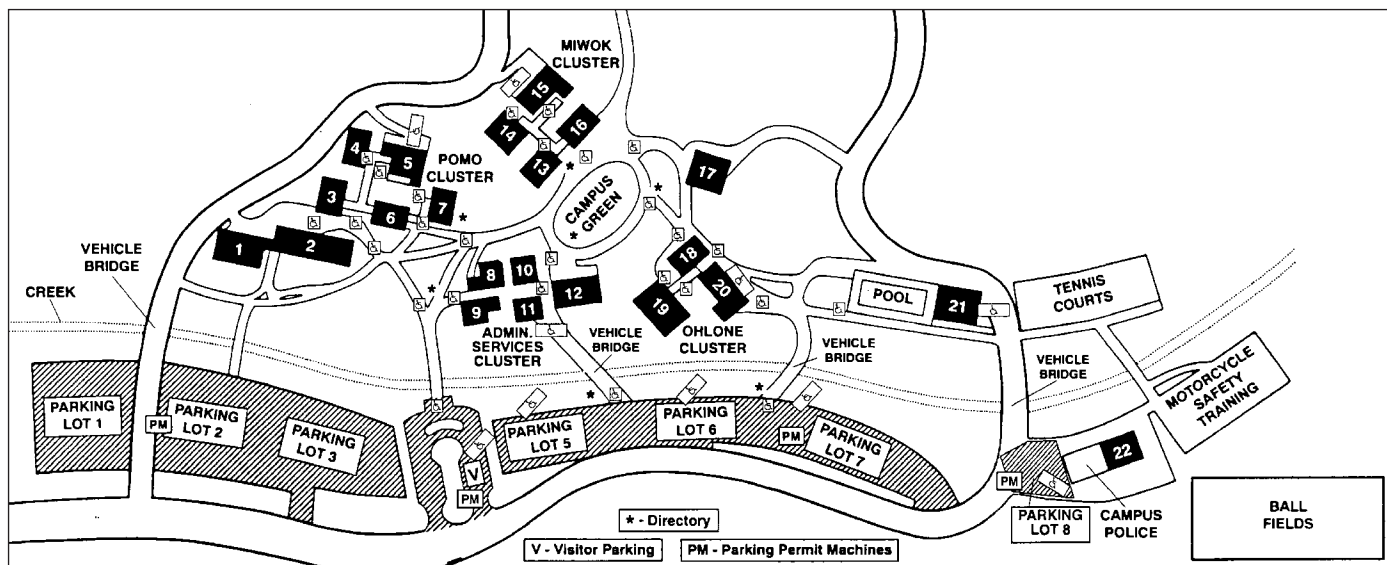 MIWOK
CLUSTER
15
14
16
13
4
5
POMO
CLUSTER
3
6
7
*
1
2
VEHICLE
BRIDGE
CREEK
*
CAMPUS
GREEN
*
*
17
8
10
9
11
12
*
ADMIN.
SERVICES
CLUSTER
18
19
20
OHLONE
CLUSTER
POOL
21
TENNIS
COURTS
VEHICLE
BRIDGE
VEHICLE
BRIDGE
VEHICLE
BRIDGE
MOTORCYCLE
SAFETY
TRAINING
PARKING
LOT 1
PM
PARKING
LOT 2
PARKING
LOT 3
V
PM
*
PARKING
LOT 5
PARKING
LOT 6
*
PM
PARKING
LOT 7
PM
22
PARKING
LOT 8
CAMPUS
POLICE
BALL
FIELDS
* - Directory
V - Visitor Parking
PM - Parking Permit Machines